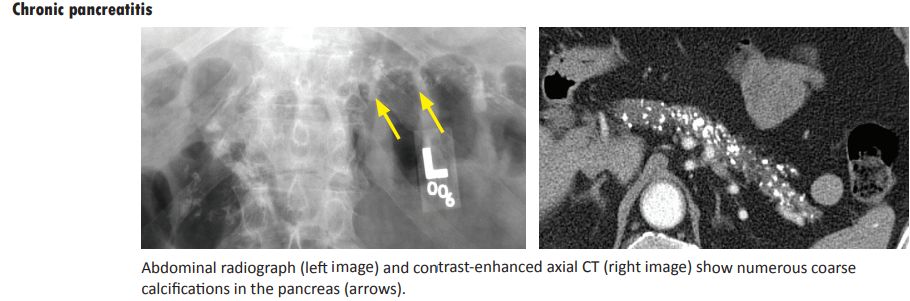 Chronic pancreatitis
L
006
Abdominal radiograph (left image) and contrast-enhanced axial CT (right image) show numerous coarse
calcifications in the pancreas (arrows).